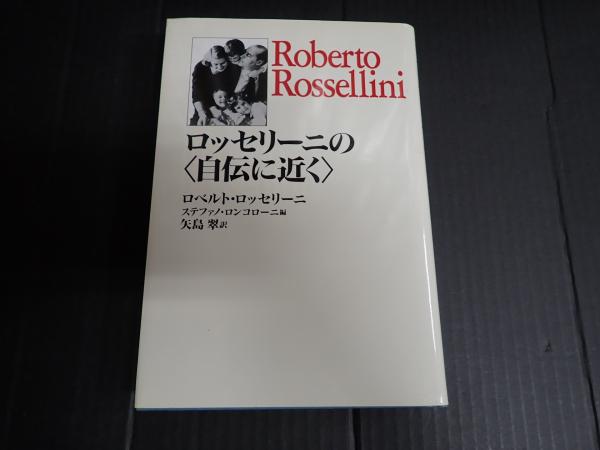 Roberto
Rossellini
ロッセリーニの
〈自伝に近く〉
ロベルト・ロッセリーニ
ステファノ・ロンコローニ編
矢島 翠訳